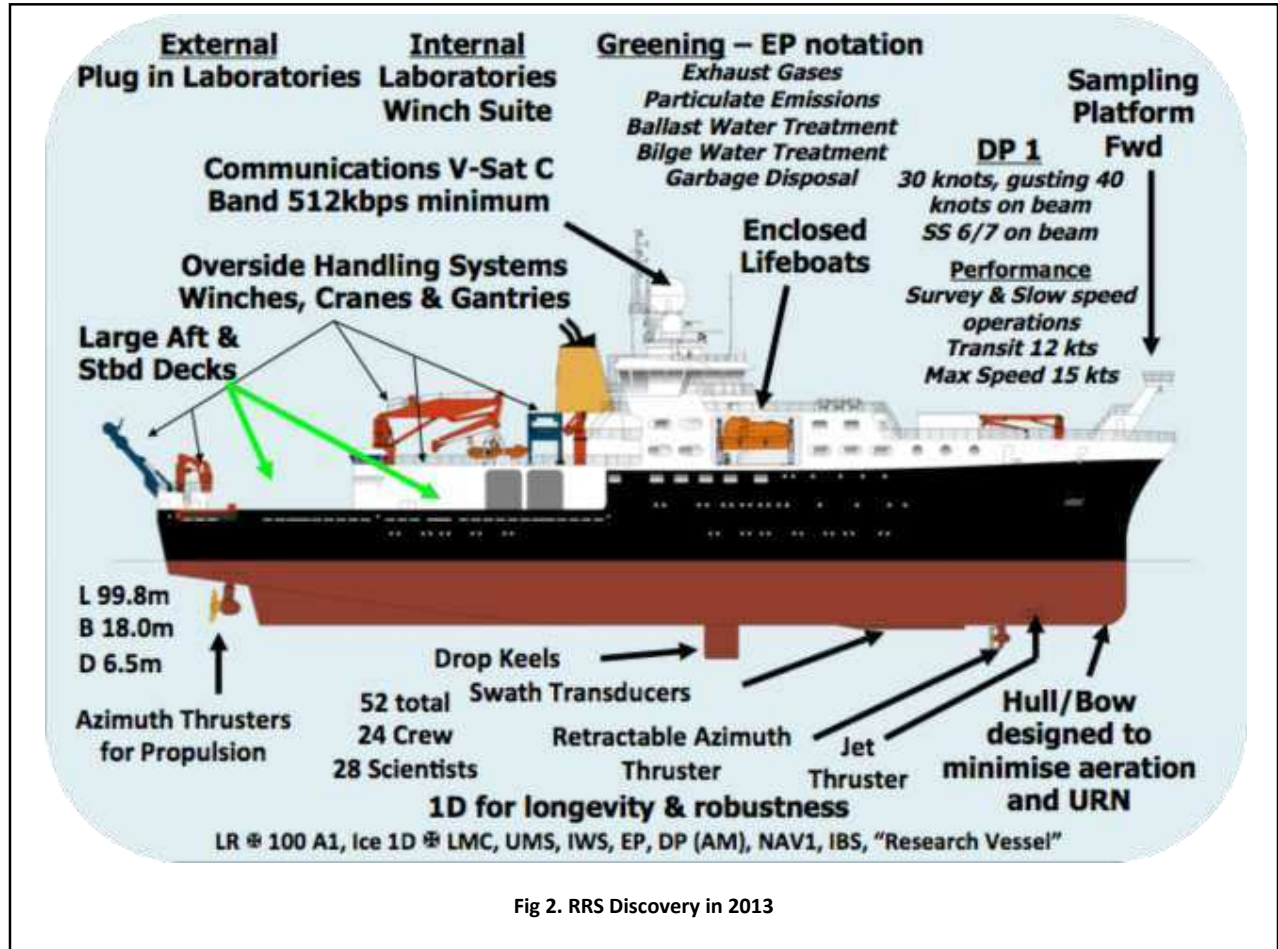 External
Plug in Laboratories
Internal
Laboratories
Winch Suite
Greening – EP notation
Exhaust Gases
Particulate Emissions
Ballast Water Treatment
Bilge Water Treatment
Garbage Disposal
Sampling
Platform
Fwd
DP 1
30 knots, gusting 40
knots on beam
SS 6/7 on beam
Performance
Survey & Slow speed
operations
Transit 12 kts
Max Speed 15 kts
Communications V-Sat C
Band 512kbps minimum
Enclosed
Lifeboats
Overside Handling Systems
Winches, Cranes & Gantries
Large Aft &
Stbd Decks
L 99.8m
B 18.0m
D 6.5m
Azimuth Thrusters
for Propulsion
Drop Keels
Swath Transducers
52 total
24 Crew
28 Scientists
Retractable Azimuth
Thruster
Jet
Thruster
Hull/Bow
designed to
minimise aeration
and URN
1D for longevity & robustness
LR ✠ 100 A1, Ice 1D ✠ LMC, UMS, IWS, EP, DP (AM), NAV1, IBS, “Research Vessel”
Fig 2. RRS Discovery in 2013